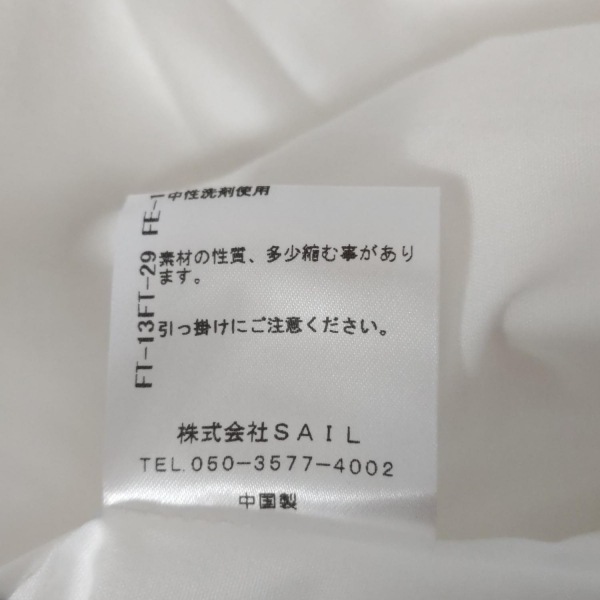 中性洗剤使用
素材の性質、多少縮む事があり
ます。
引っ掛けにご注意ください。
FT-13FT-29 FE-1
株式会社SAIL
TEL.050-3577-4002
中国製